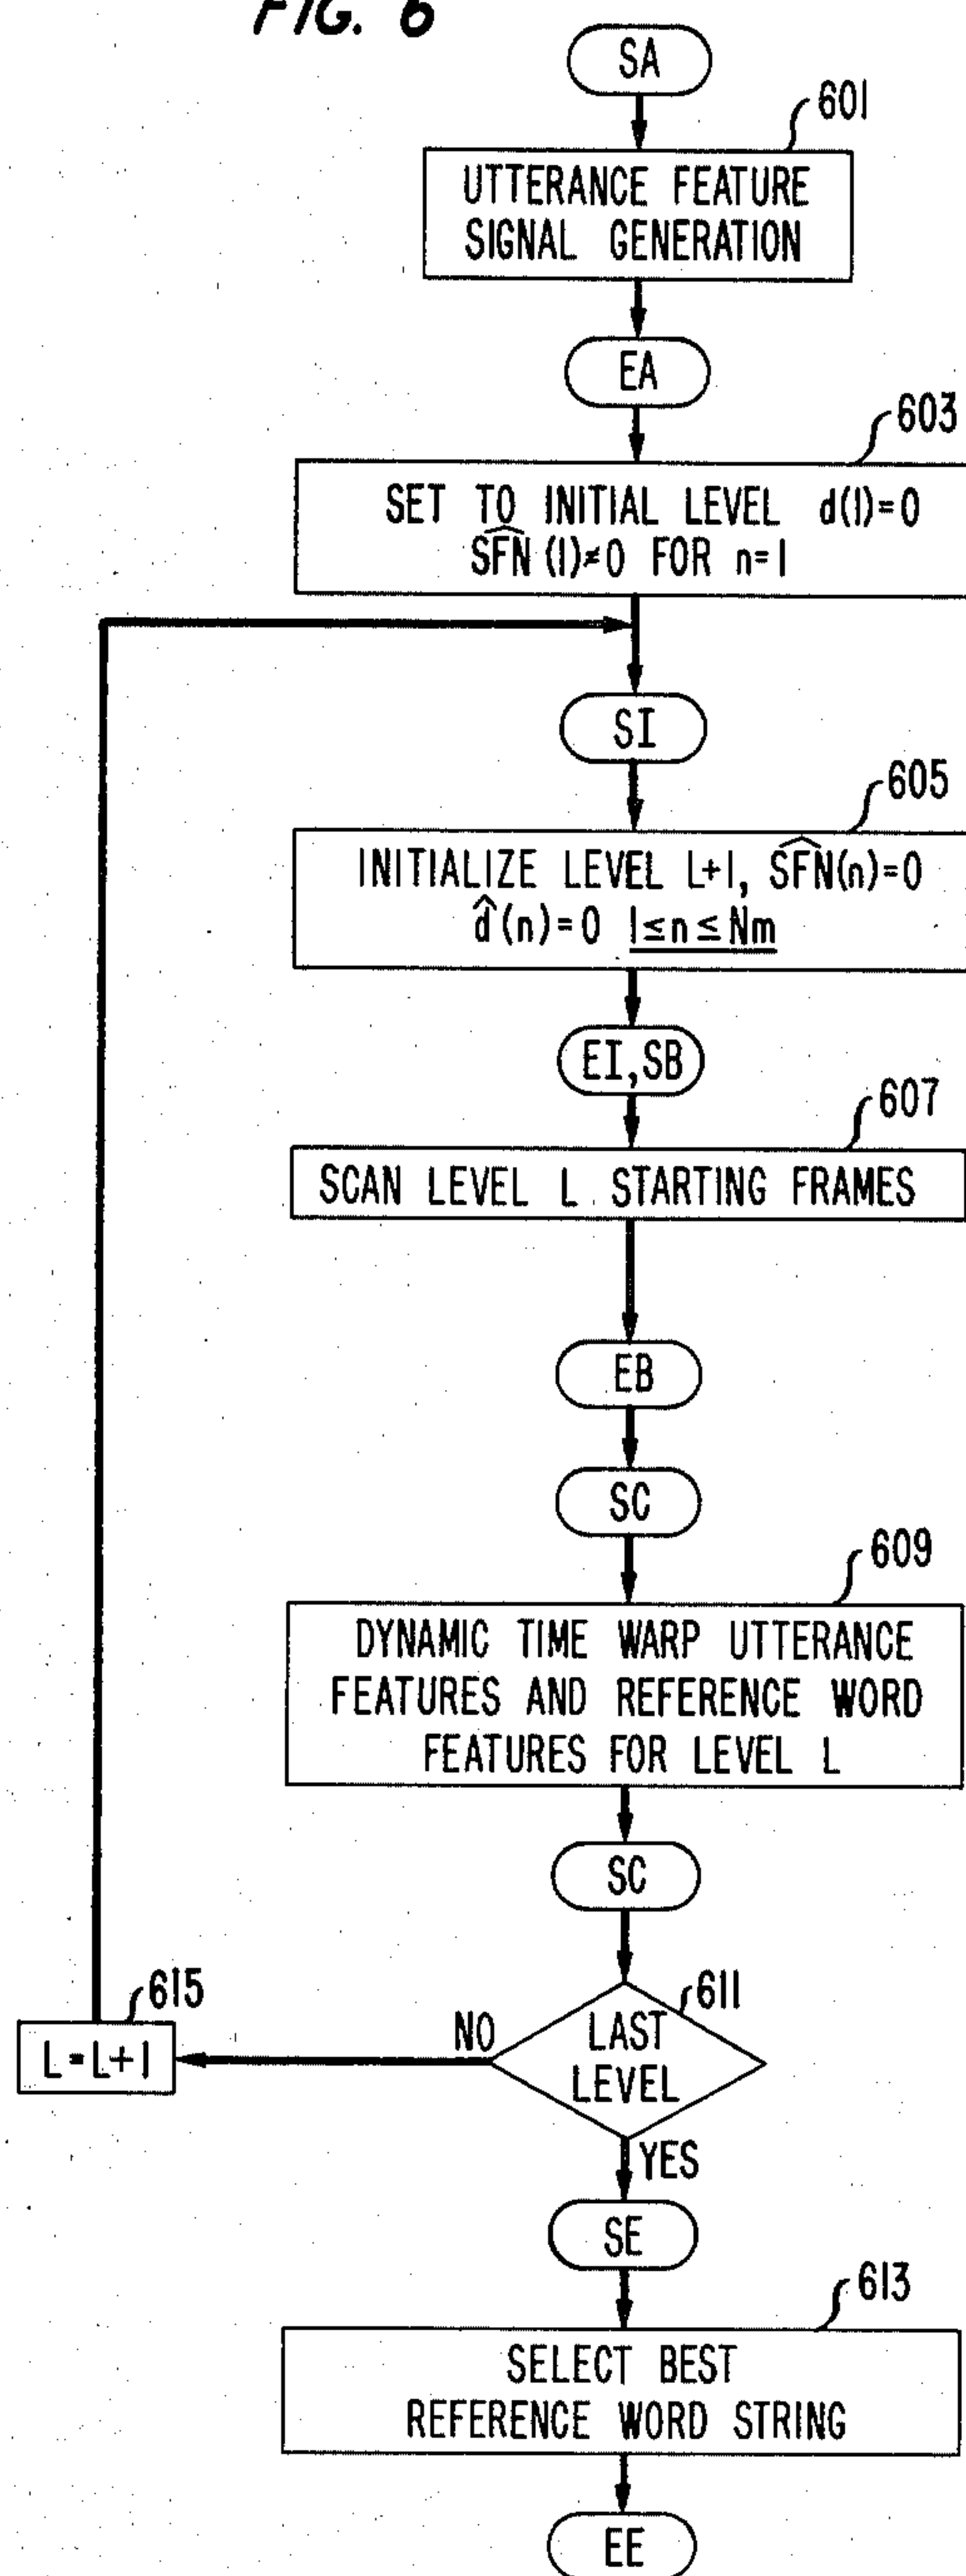 FIG. 6
SA
601
UTTERANCE FEATURE
SIGNAL GENERATION
EA
603
SET TO INITIAL LEVEL d(1)=0
S͡FN (1)≠0 FOR n=1
SI
605
INITIALIZE LEVEL L+1, S͡FN(n)=0
d̂(n)=0 1≤n≤Nm
EI,SB
607
SCAN LEVEL L STARTING FRAMES
EB
SC
609
DYNAMIC TIME WARP UTTERANCE
FEATURES AND REFERENCE WORD
FEATURES FOR LEVEL L
SC
611
LAST
LEVEL
NO
615
L=L+1
YES
SE
613
SELECT BEST
REFERENCE WORD STRING
EE